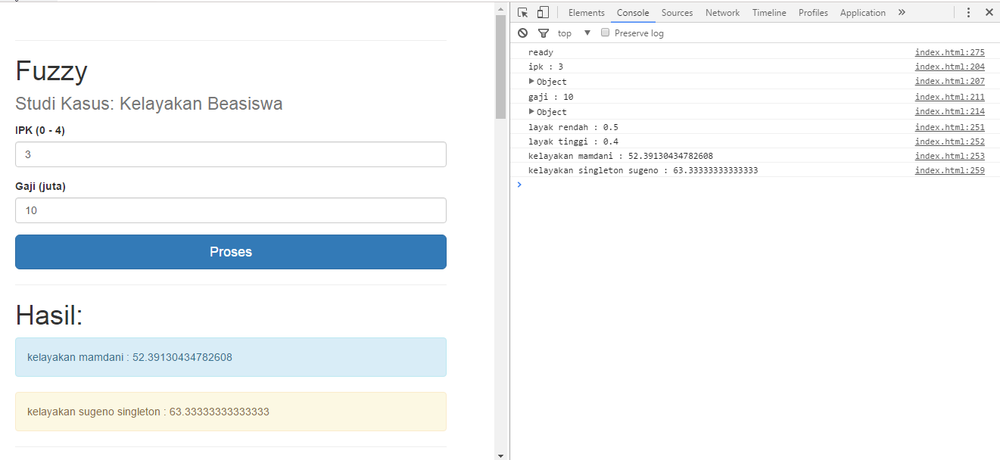 Fuzzy
Studi Kasus: Kelayakan Beasiswa
IPK (0 - 4)
3
Gaji (juta)
10
Proses
Hasil:
kelayakan mamdani : 52.39130434782608
kelayakan sugeno singleton : 63.33333333333333
Elements Console Sources Network Timeline Profiles Application »
top Preserve log
ready index.html:275
ipk : 3 index.html:204
Object index.html:207
gaji : 10 index.html:211
Object index.html:214
layak rendah : 0.5 index.html:251
layak tinggi : 0.4 index.html:252
kelayakan mamdani : 52.39130434782608 index.html:253
kelayakan singleton sugeno : 63.33333333333333 index.html:259